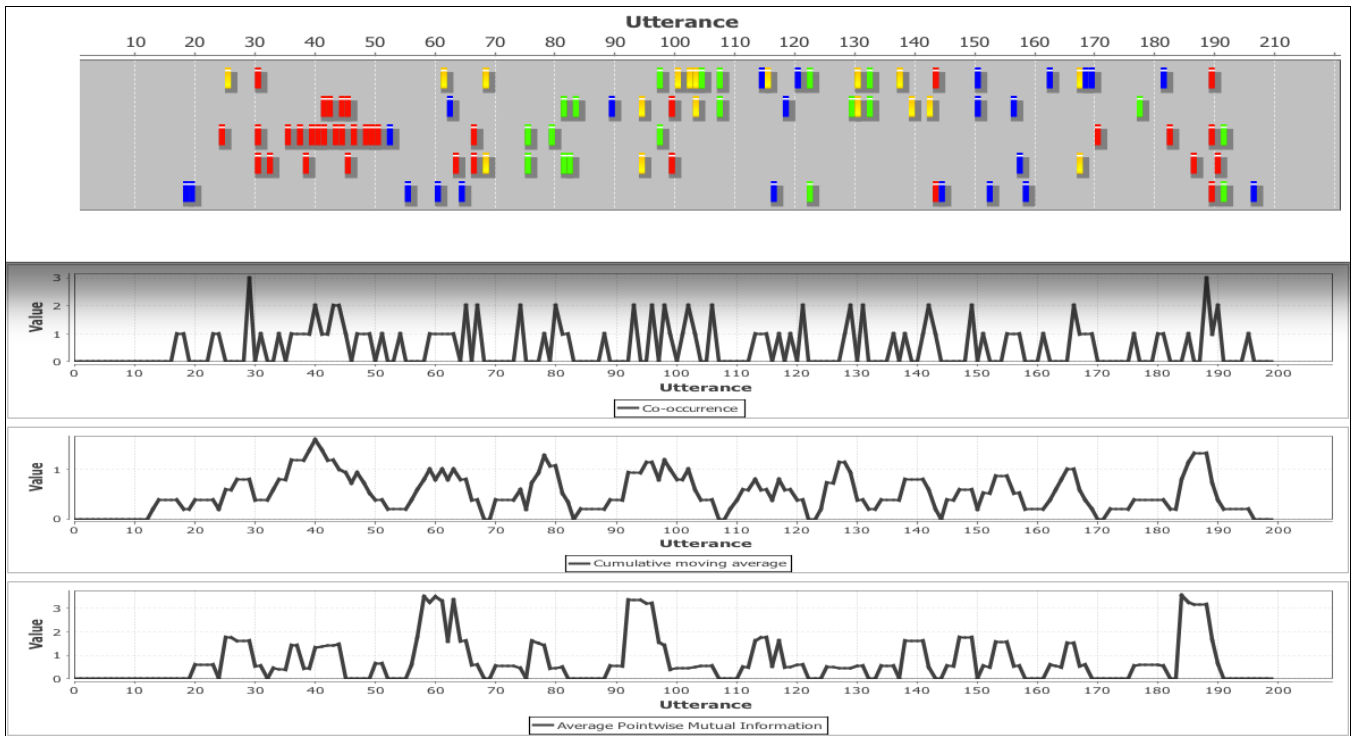 Utterance
10 20 30 40 50 60 70 80 90 100 110 120 130 140 150 160 170 180 190 200 210
3
2
1
0
Value
0 10 20 30 40 50 60 70 80 90 100 110 120 130 140 150 160 170 180 190 200
Utterance
Co-occurrence
1
0
Value
0 10 20 30 40 50 60 70 80 90 100 110 120 130 140 150 160 170 180 190 200
Utterance
Cumulative moving average
3
2
1
0
Value
0 10 20 30 40 50 60 70 80 90 100 110 120 130 140 150 160 170 180 190 200
Utterance
Average Pointwise Mutual Information